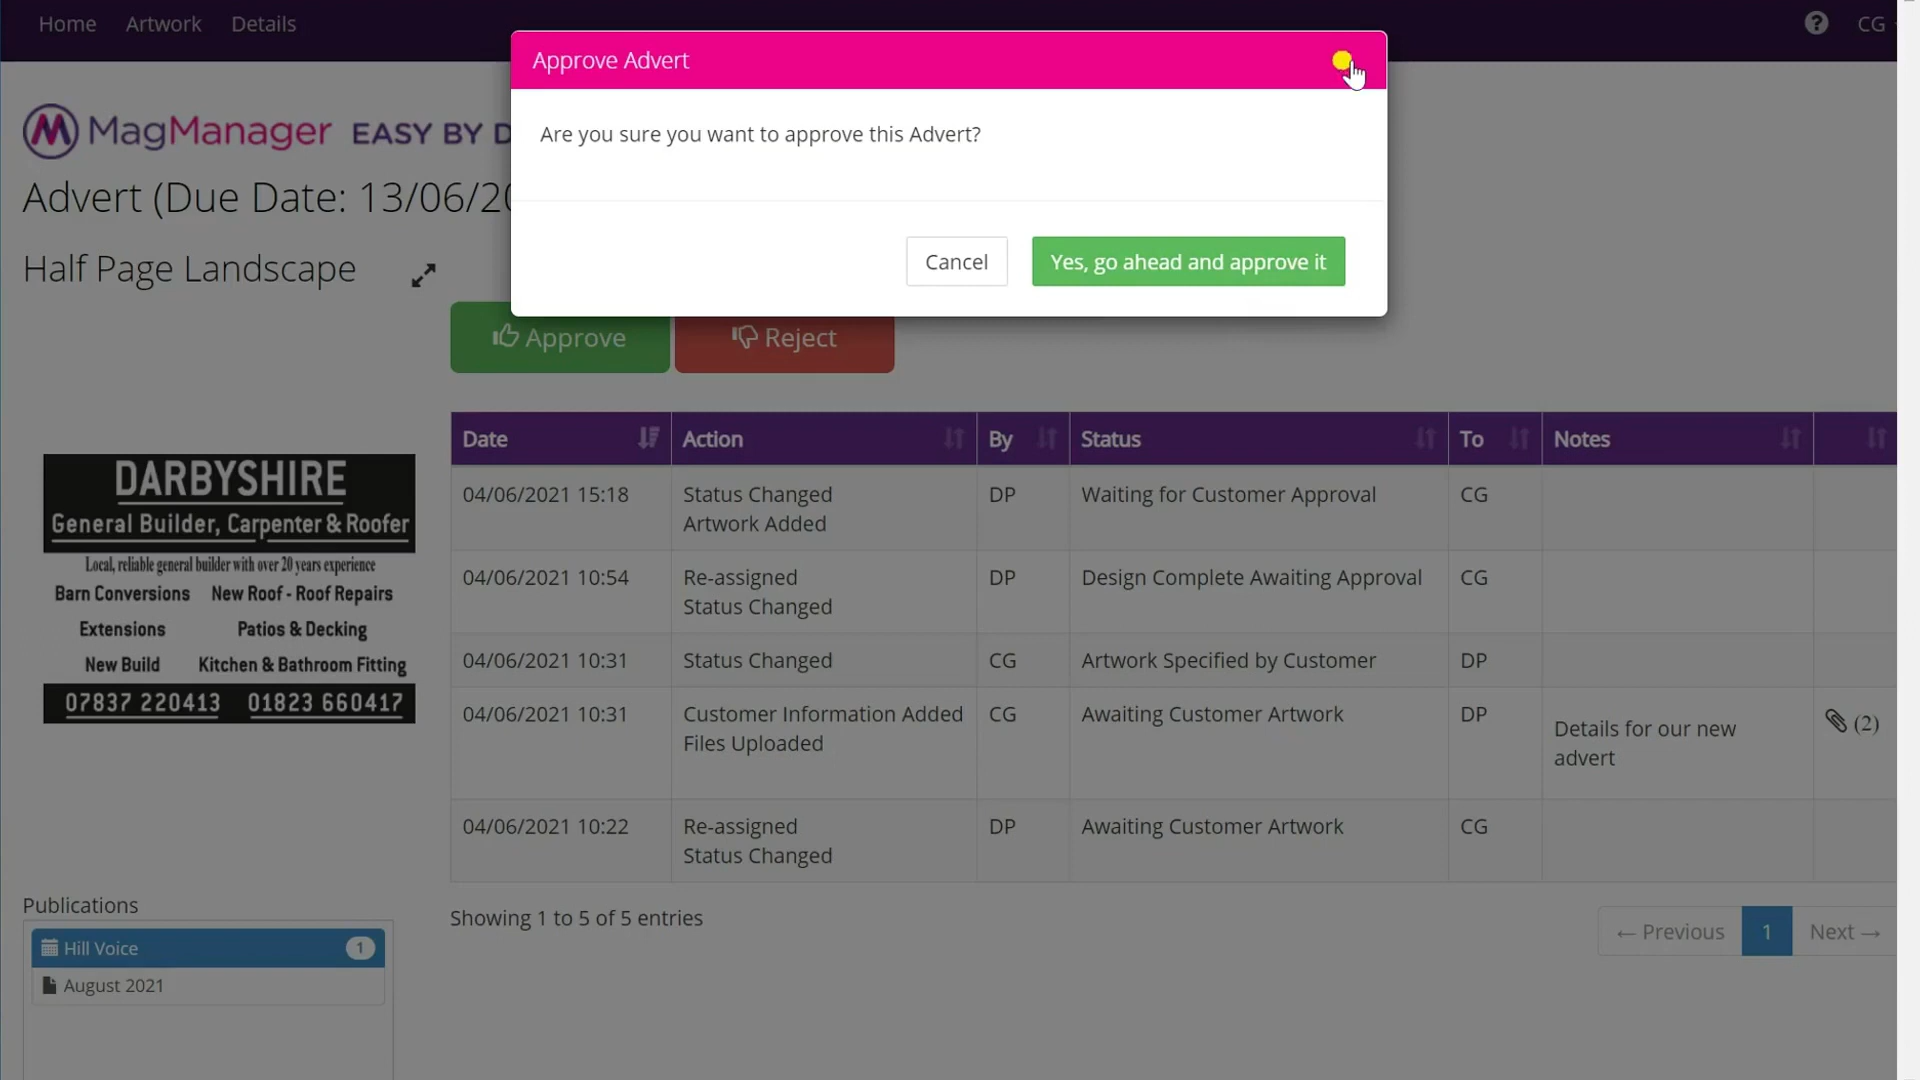 Home Artwork Details
CG
Approve Advert
Are you sure you want to approve this Advert?
Cancel
Yes, go ahead and approve it
MagManager EASY BY D
Advert (Due Date: 13/06/20
Half Page Landscape
Approve
Reject
DARBYSHIRE
General Builder, Carpenter & Roofer
Local, reliable general builder with over 20 years experience
Barn Conversions New Roof - Roof Repairs
Extensions Patios & Decking
New Build Kitchen & Bathroom Fitting
07837 220413 01823 660417
Date Action By Status To Notes
04/06/2021 15:18 Status Changed DP Waiting for Customer Approval CG
Artwork Added
04/06/2021 10:54 Re-assigned DP Design Complete Awaiting Approval CG
Status Changed
04/06/2021 10:31 Status Changed CG Artwork Specified by Customer DP
04/06/2021 10:31 Customer Information Added CG Awaiting Customer Artwork DP
Files Uploaded
Details for our new
advert
(2)
04/06/2021 10:22 Re-assigned DP Awaiting Customer Artwork CG
Status Changed
Showing 1 to 5 of 5 entries
← Previous 1 Next →
Publications
Hill Voice 1
August 2021